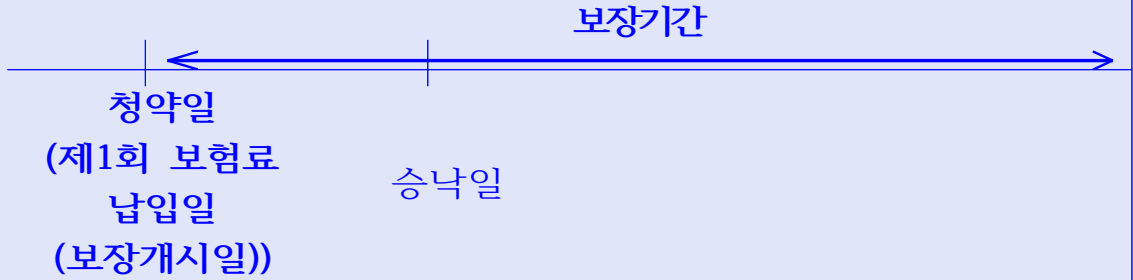 보장기간
청약일
(제1회 보험료
납입일
(보장개시일))
승낙일